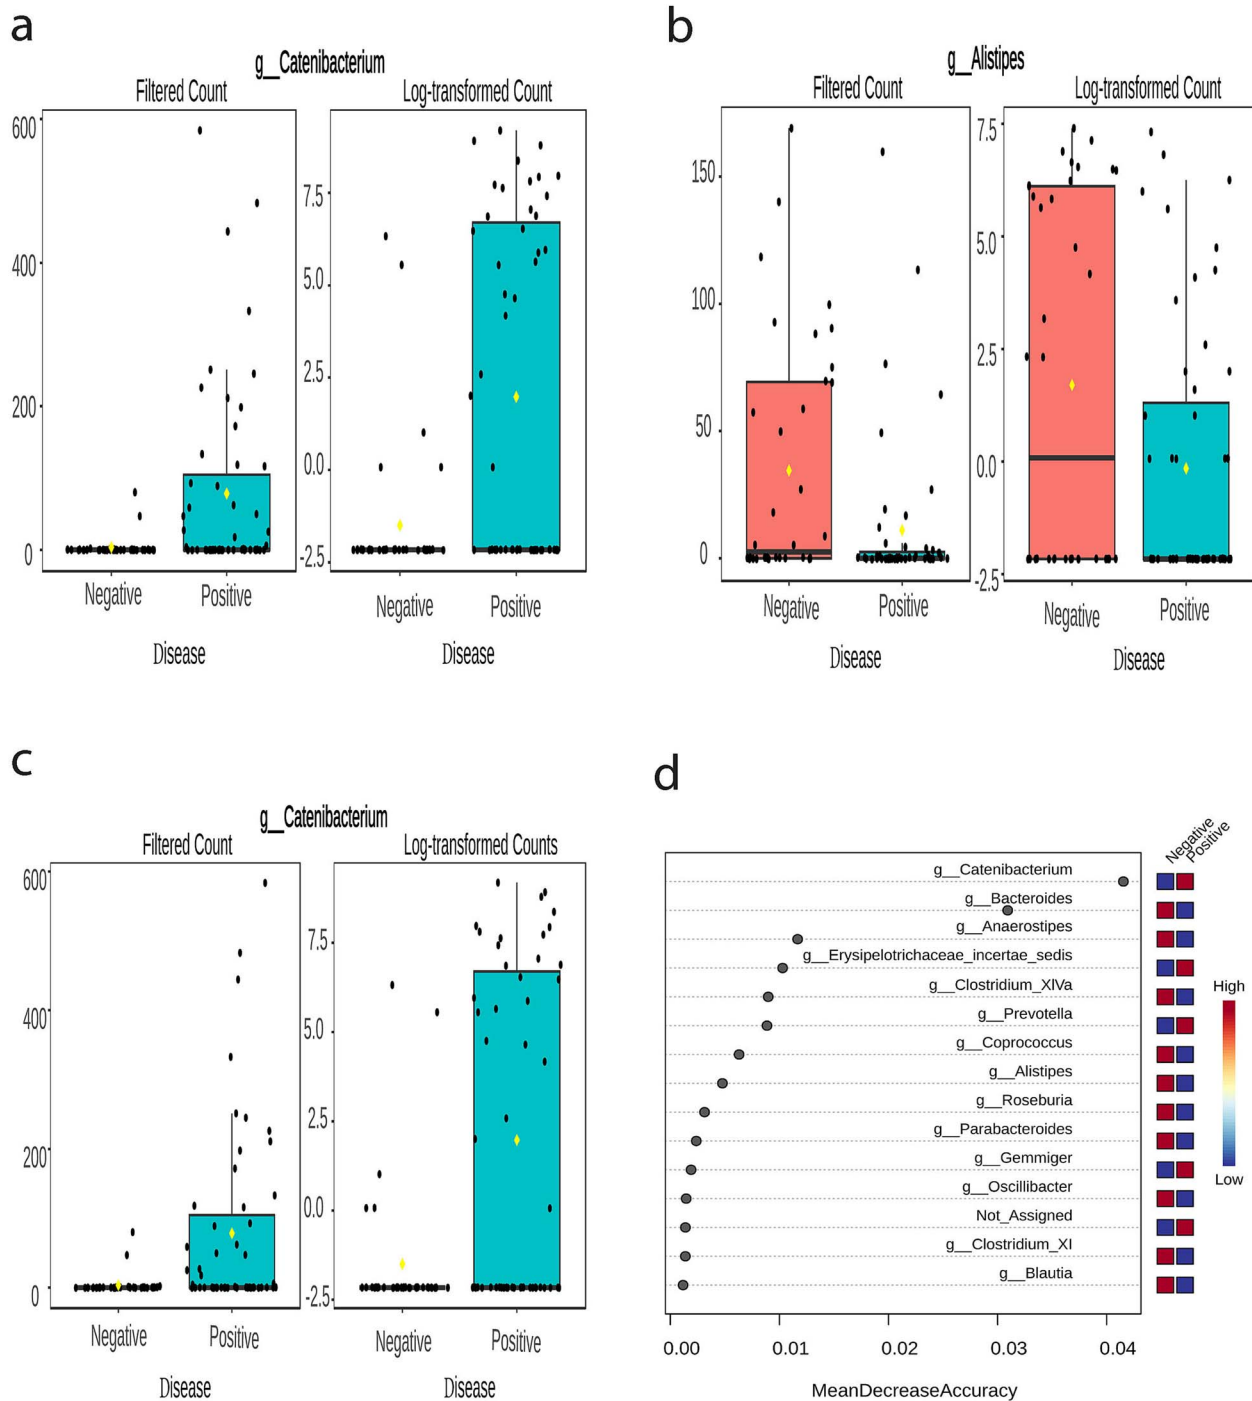 a
g__Catenibacterium
Filtered Count
Log-transformed Count
600
400
200
0
7.5
5.0
2.5
0.0
-2.5
Negative
Positive
Negative
Positive
Disease
Disease
b
g__Alistipes
Filtered Count
Log-transformed Count
150
100
50
0
7.5
5.0
2.5
0.0
-2.5
Negative
Positive
Negative
Positive
Disease
Disease
c
g__Catenibacterium
Filtered Count
Log-transformed Counts
600
400
200
0
7.5
5.0
2.5
0.0
-2.5
Negative
Positive
Negative
Positive
Disease
Disease
d
Negative
Positive
g__Catenibacterium
g__Bacteroides
g__Anaerostipes
g__Erysipelotrichaceae_incertae_sedis
g__Clostridium_XlVa
g__Prevotella
g__Coprococcus
g__Alistipes
g__Roseburia
g__Parabacteroides
g__Gemmiger
g__Oscillibacter
Not_Assigned
g__Clostridium_XI
g__Blautia
High
Low
0.00
0.01
0.02
0.03
0.04
MeanDecreaseAccuracy